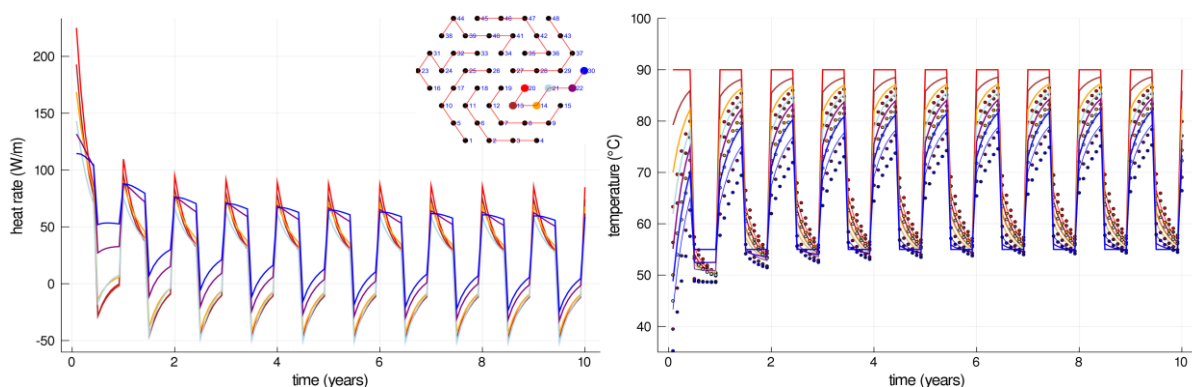 heat rate (W/m)
200
150
100
50
0
-50
0 2 4 6 8 10
time (years)
44 45 46 47 48
38 39 40 41 42 43
31 32 33 34 35 36 37
23 24 25 26 27 28 29 30
16 17 18 19 20 21 22
10 11 12 13 14 15
5 6 7 8 9
1 2 3 4
temperature (°C)
100
90
80
70
60
50
40
0 2 4 6 8 10
time (years)